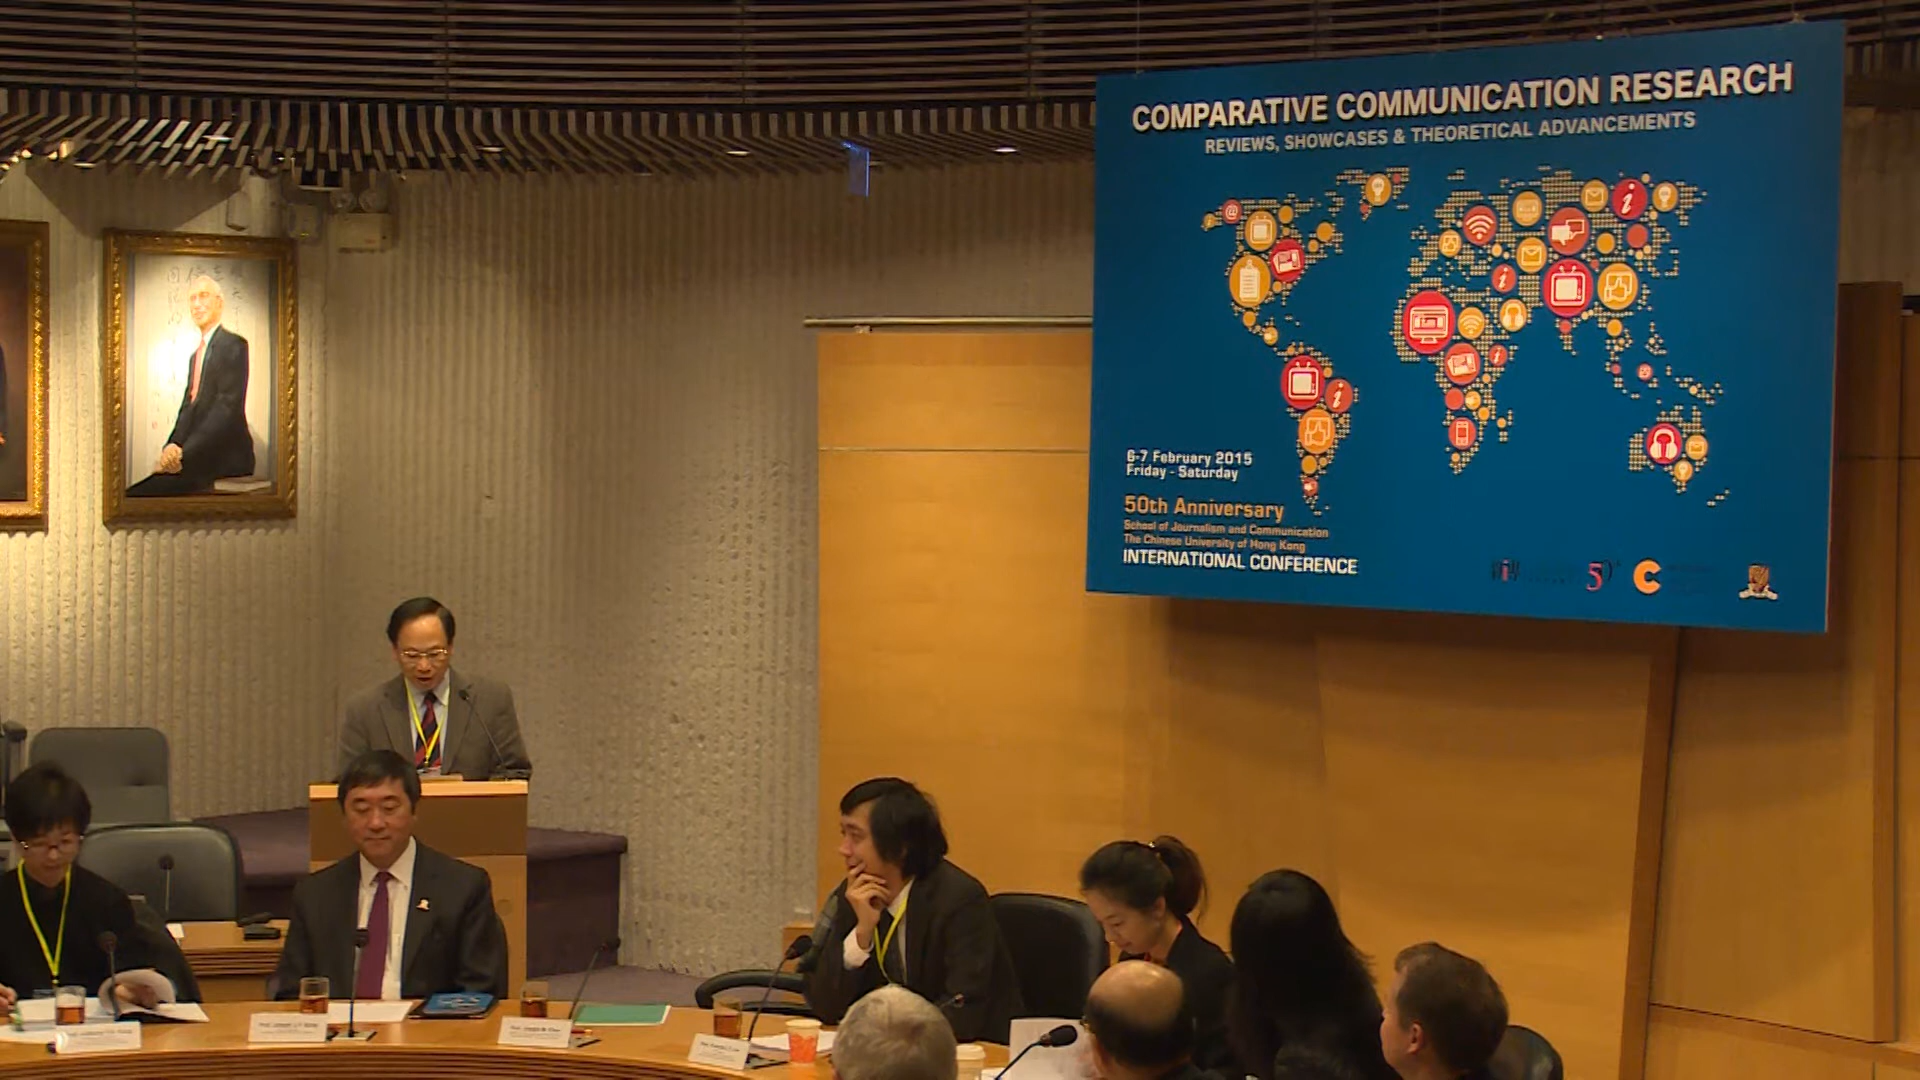 COMPARATIVE COMMUNICATION RESEARCH
REVIEWS, SHOWCASES & THEORETICAL ADVANCEMENTS
6-7 February 2015
Friday - Saturday
50th Anniversary
School of Journalism and Communication
The Chinese University of Hong Kong
INTERNATIONAL CONFERENCE